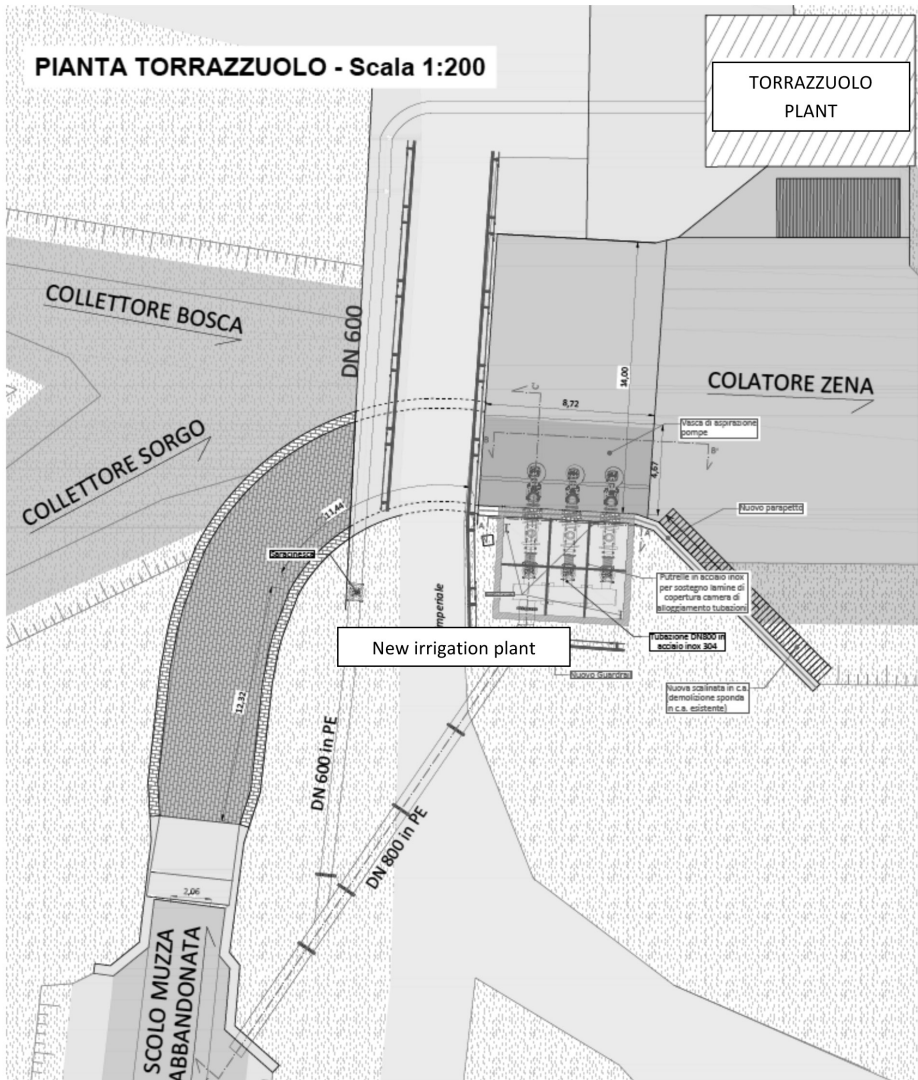 PIANTA TORRAZZUOLO - Scala 1:200
TORRAZZUOLO
PLANT
COLLETTORE BOSCA
DN 600
14,00
COLATORE ZENA
8,72
Vasca di aspirazione
pompe
COLLETTORE SORGO
B
B'
4,67
11,44
Nuovo parapetto
Saracinesca
A
Putrelle in acciaio inox
per sostegno lamine di
copertura camera di
alloggiamento tubazioni
mperiale
New irrigation plant
Tubazione DN800 in
acciaio inox 304
Nuovo Guardrail
Nuova scalinata in c.a.
demolizione sponda
n c.a. esistente)
12,32
DN 600 in PE
DN 800 in PE
2,06
SCOLO MUZZA
ABBANDONATA